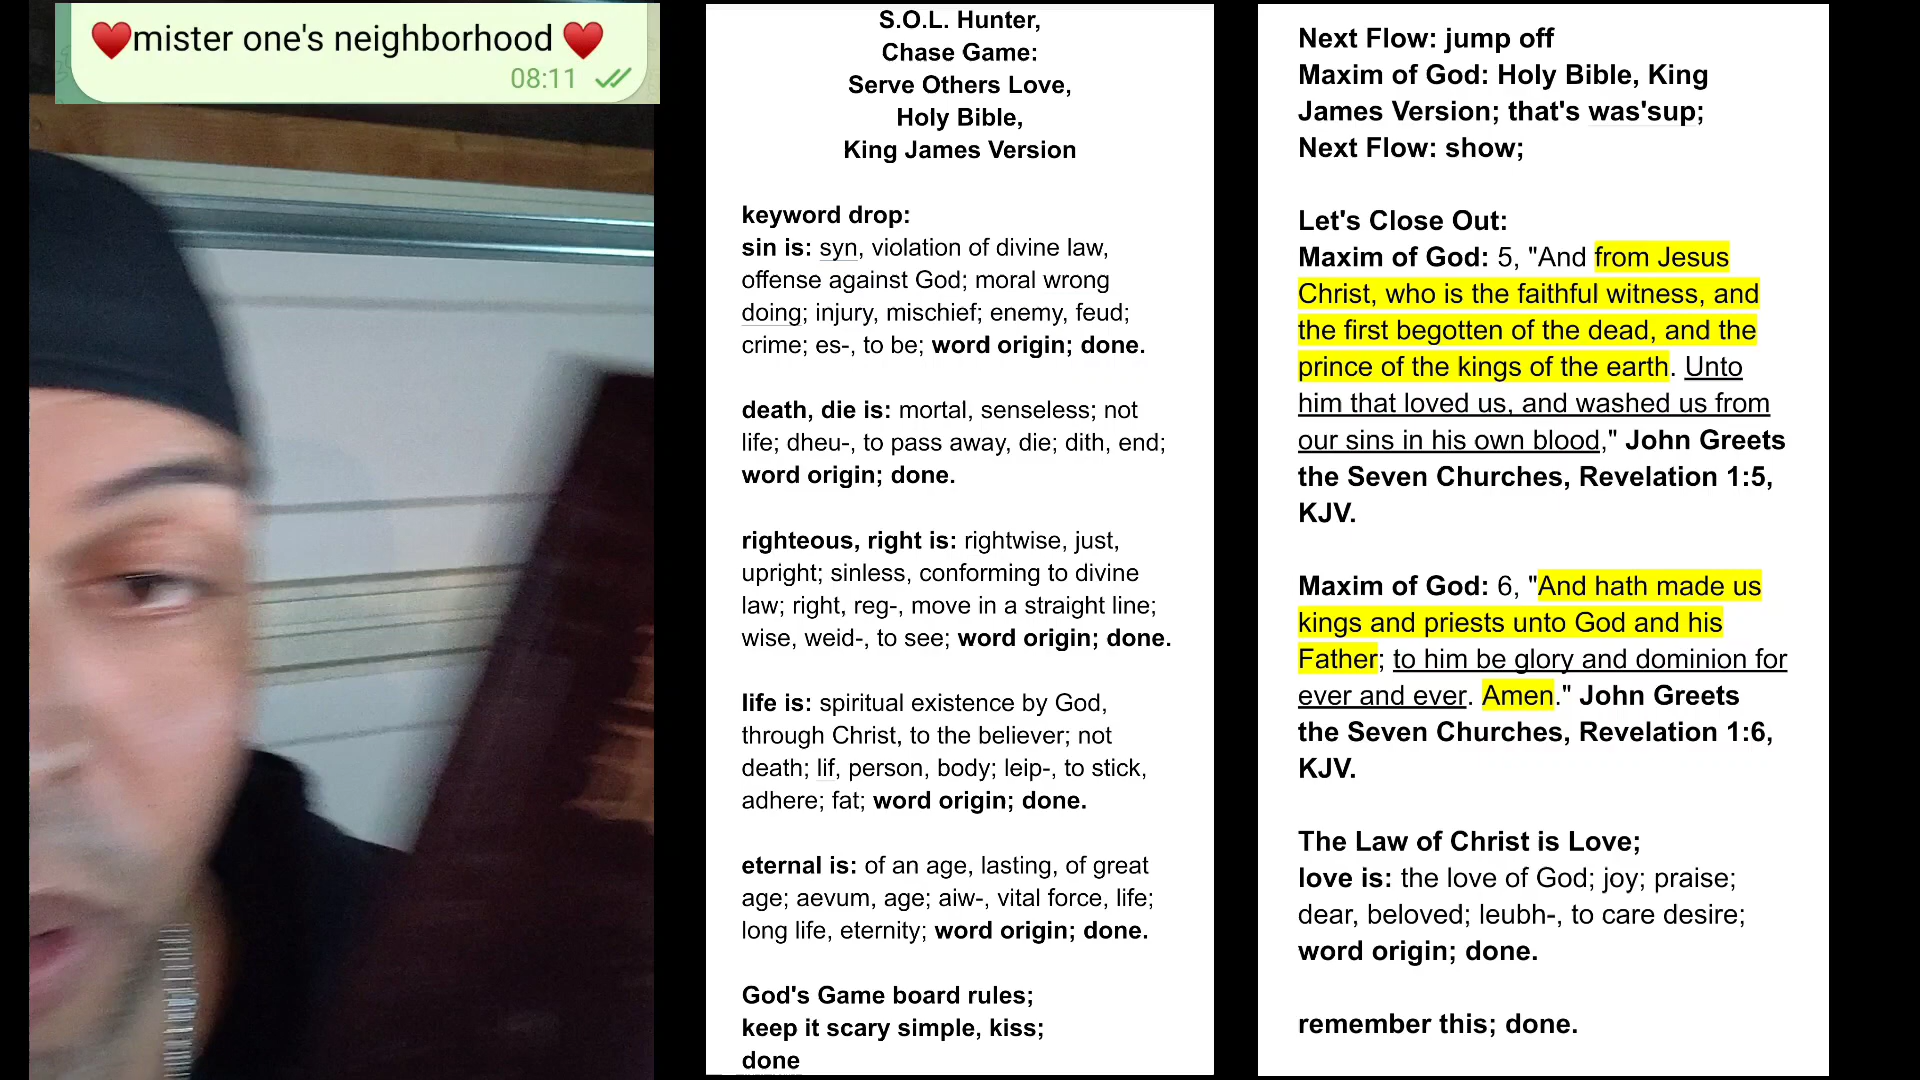 ❤️mister one's neighborhood ❤️
08:11
S.O.L. Hunter,
Chase Game:
Serve Others Love,
Holy Bible,
King James Version
keyword drop:
sin is: syn, violation of divine law,
offense against God; moral wrong
doing; injury, mischief; enemy, feud;
crime; es-, to be; word origin; done.
death, die is: mortal, senseless; not
life; dheu-, to pass away, die; dith, end;
word origin; done.
righteous, right is: rightwise, just,
upright; sinless, conforming to divine
law; right, reg-, move in a straight line;
wise, weid-, to see; word origin; done.
life is: spiritual existence by God,
through Christ, to the believer; not
death; lif, person, body; leip-, to stick,
adhere; fat; word origin; done.
eternal is: of an age, lasting, of great
age; aevum, age; aiw-, vital force, life;
long life, eternity; word origin; done.
God's Game board rules;
keep it scary simple, kiss;
done
Next Flow: jump off
Maxim of God: Holy Bible, King
James Version; that's was'sup;
Next Flow: show;
Let's Close Out:
Maxim of God: 5, "And from Jesus
Christ, who is the faithful witness, and
the first begotten of the dead, and the
prince of the kings of the earth. Unto
him that loved us, and washed us from
our sins in his own blood," John Greets
the Seven Churches, Revelation 1:5,
KJV.
Maxim of God: 6, "And hath made us
kings and priests unto God and his
Father; to him be glory and dominion for
ever and ever. Amen." John Greets
the Seven Churches, Revelation 1:6,
KJV.
The Law of Christ is Love;
love is: the love of God; joy; praise;
dear, beloved; leubh-, to care desire;
word origin; done.
remember this; done.